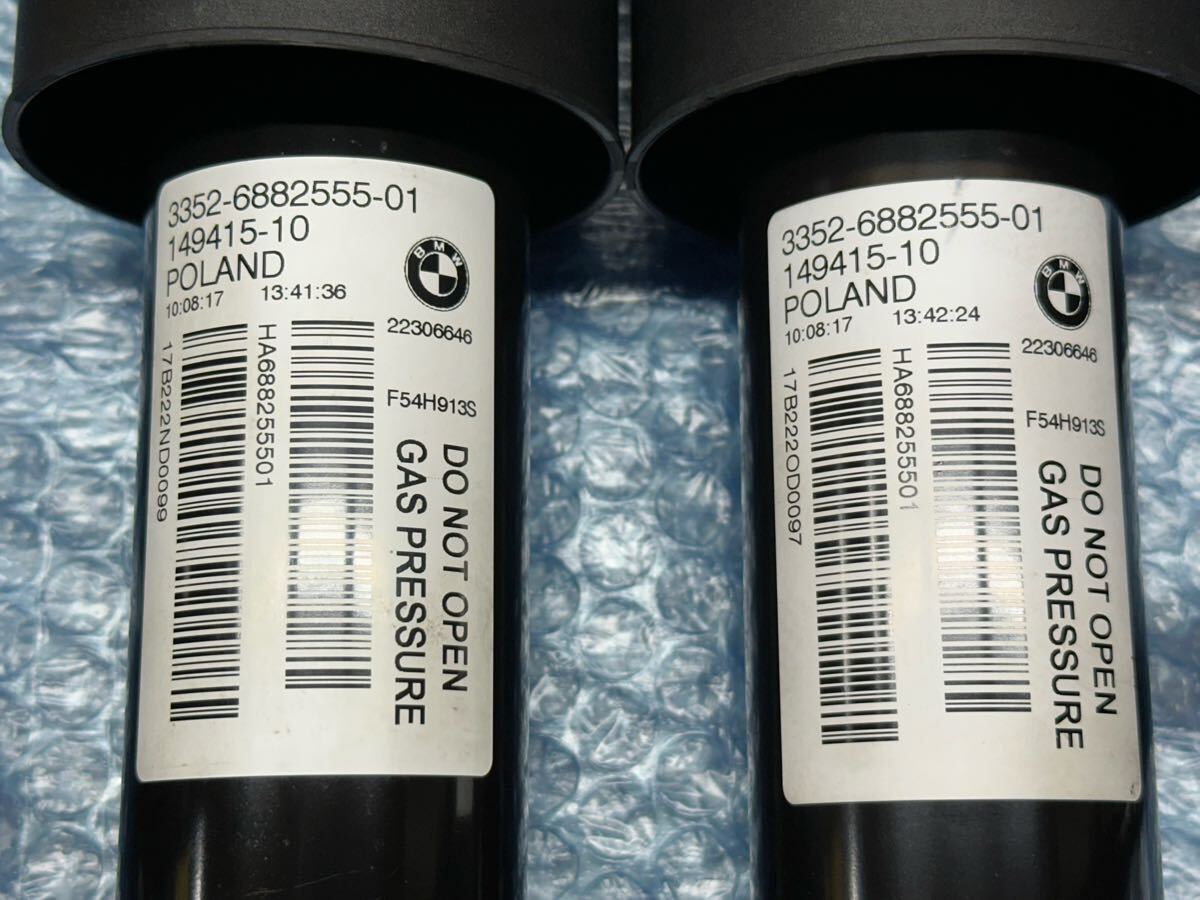 3352-6882555-01
149415-10
POLAND
10:08:17 13:41:36
BMW
22306646
F54H913S
17B222ND0099
HA688255501
DO NOT OPEN
GAS PRESSURE
3352-6882555-01
149415-10
POLAND
10:08:17 13:42:24
BMW
22306646
F54H913S
17B222OD0097
HA688255501
DO NOT OPEN
GAS PRESSURE